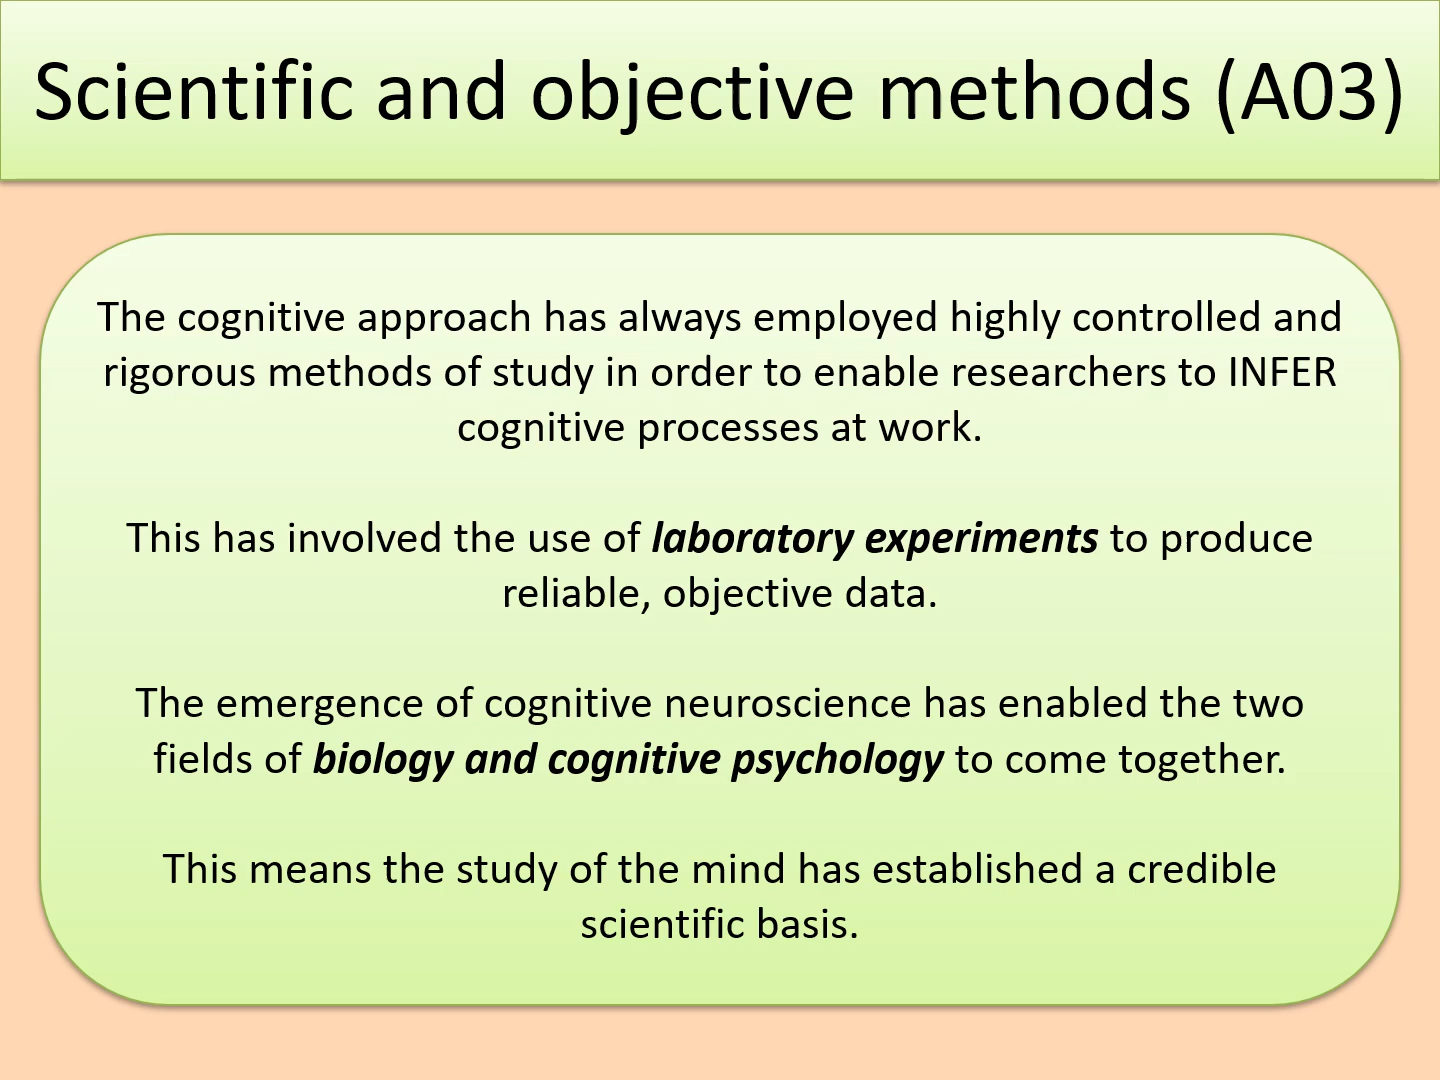 Scientific and objective methods (A03)
The cognitive approach has always employed highly controlled and
rigorous methods of study in order to enable researchers to INFER
cognitive processes at work.
This has involved the use of laboratory experiments to produce
reliable, objective data.
The emergence of cognitive neuroscience has enabled the two
fields of biology and cognitive psychology to come together.
This means the study of the mind has established a credible
scientific basis.